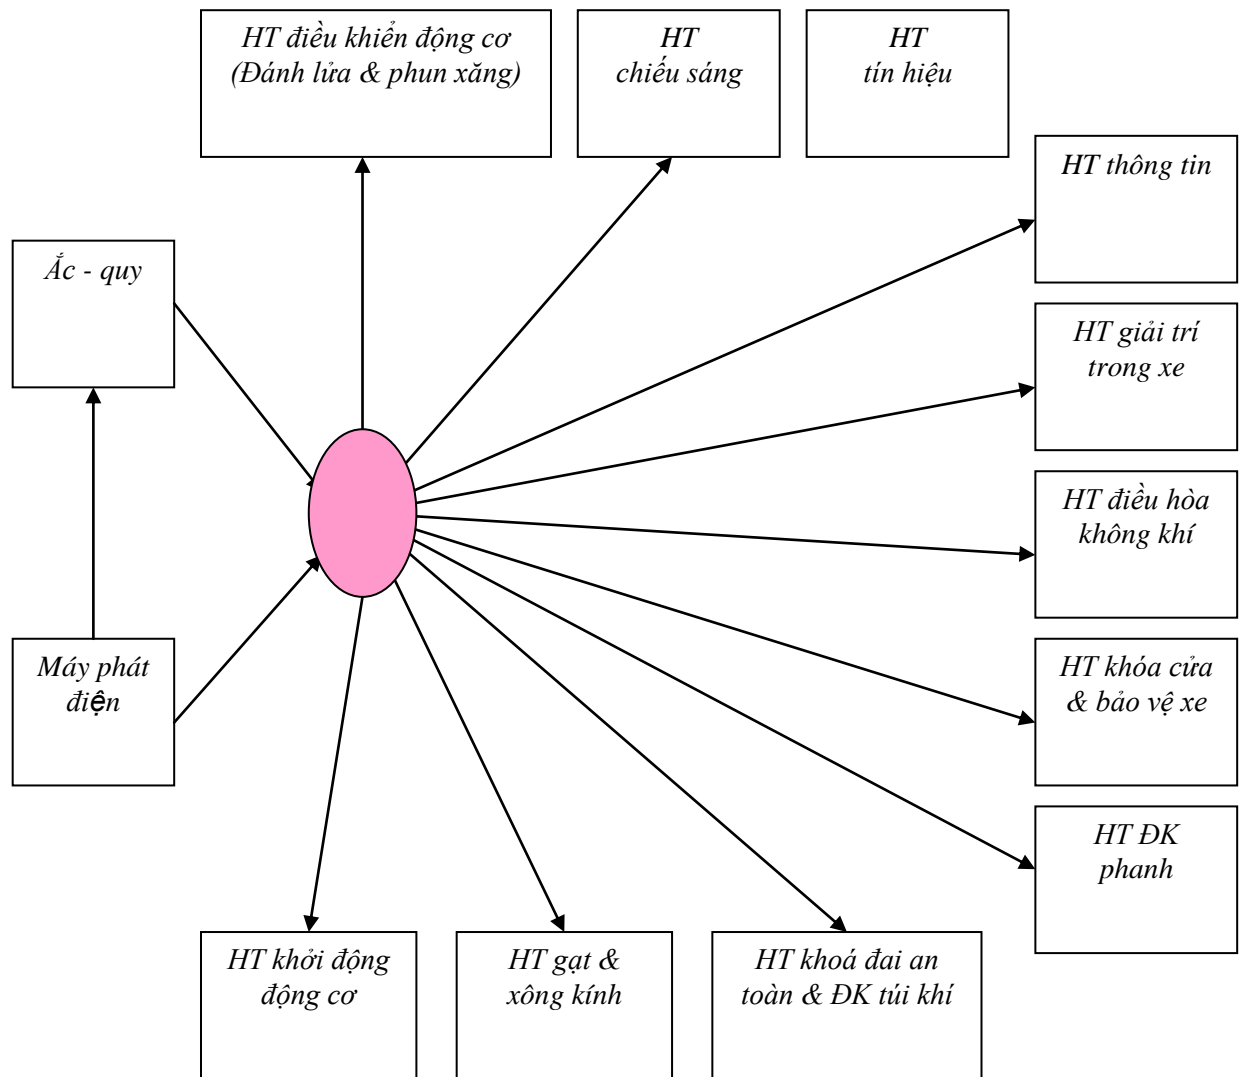 HT điều khiển động cơ
(Đánh lửa & phun xăng)
HT
chiếu sáng
HT
tín hiệu
HT thông tin
Ắc - quy
HT giải trí
trong xe
HT điều hòa
không khí
Máy phát
điện
HT khóa cửa
& bảo vệ xe
HT ĐK
phanh
HT khởi động
động cơ
HT gạt &
xông kính
HT khoá đai an
toàn & ĐK túi khí